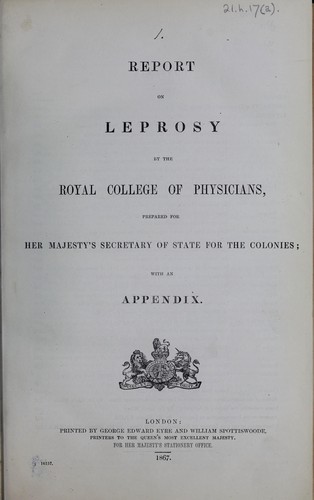 21.h.17(2).
1.
REPORT
ON
LEPROSY
BY THE
ROYAL COLLEGE OF PHYSICIANS,
PREPARED FOR
HER MAJESTY'S SECRETARY OF STATE FOR THE COLONIES;
WITH AN
APPENDIX.
LONDON:
PRINTED BY GEORGE EDWARD EYRE AND WILLIAM SPOTTISWOODE,
PRINTERS TO THE QUEEN'S MOST EXCELLENT MAJESTY.
FOR HER MAJESTY'S STATIONERY OFFICE.
1867.